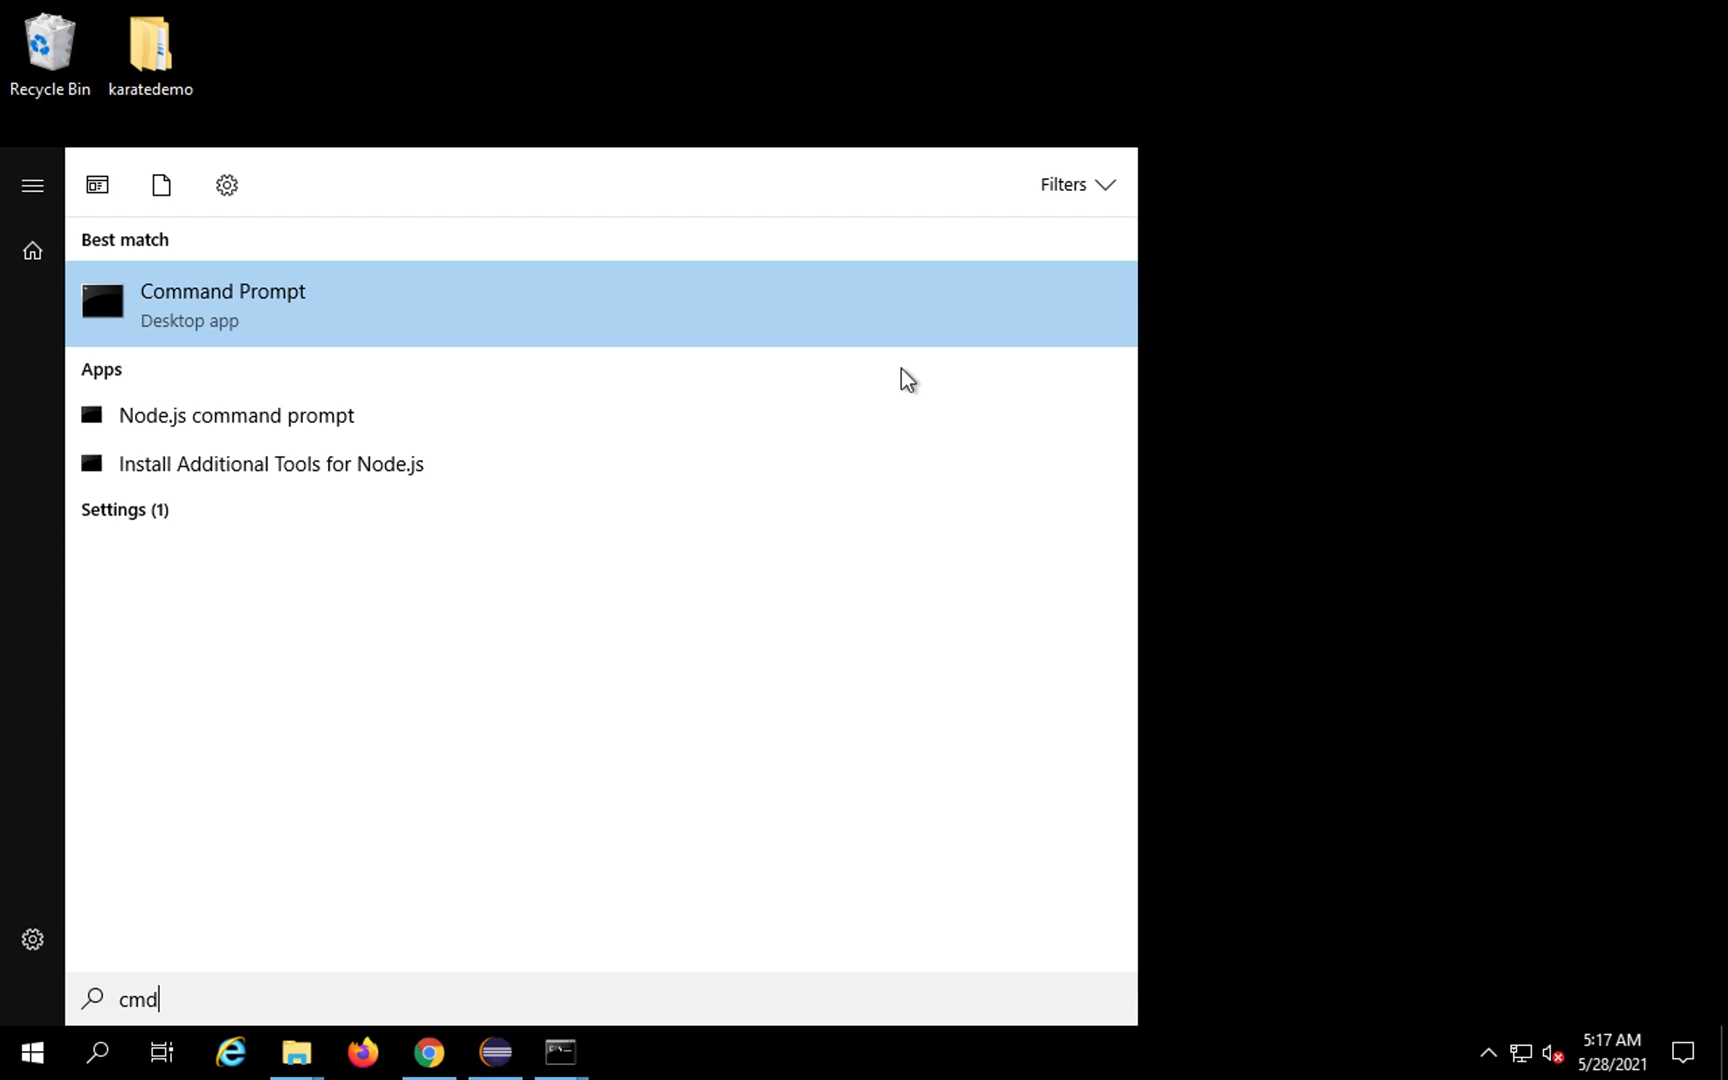 Recycle Bin
karatedemo
Filters
Best match
Command Prompt
Desktop app
Apps
Node.js command prompt
Install Additional Tools for Node.js
Settings (1)
cmd
5:17 AM
5/28/2021